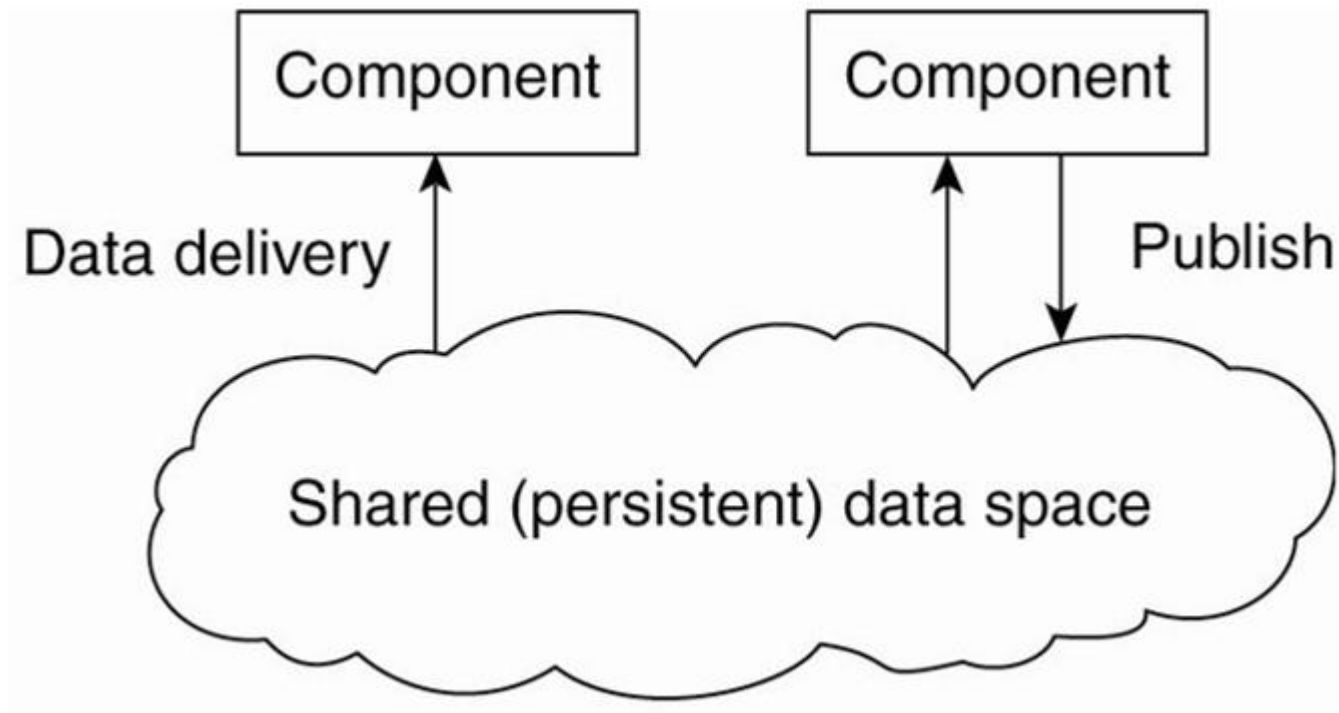 Component
Component
Data delivery
Publish
Shared (persistent) data space